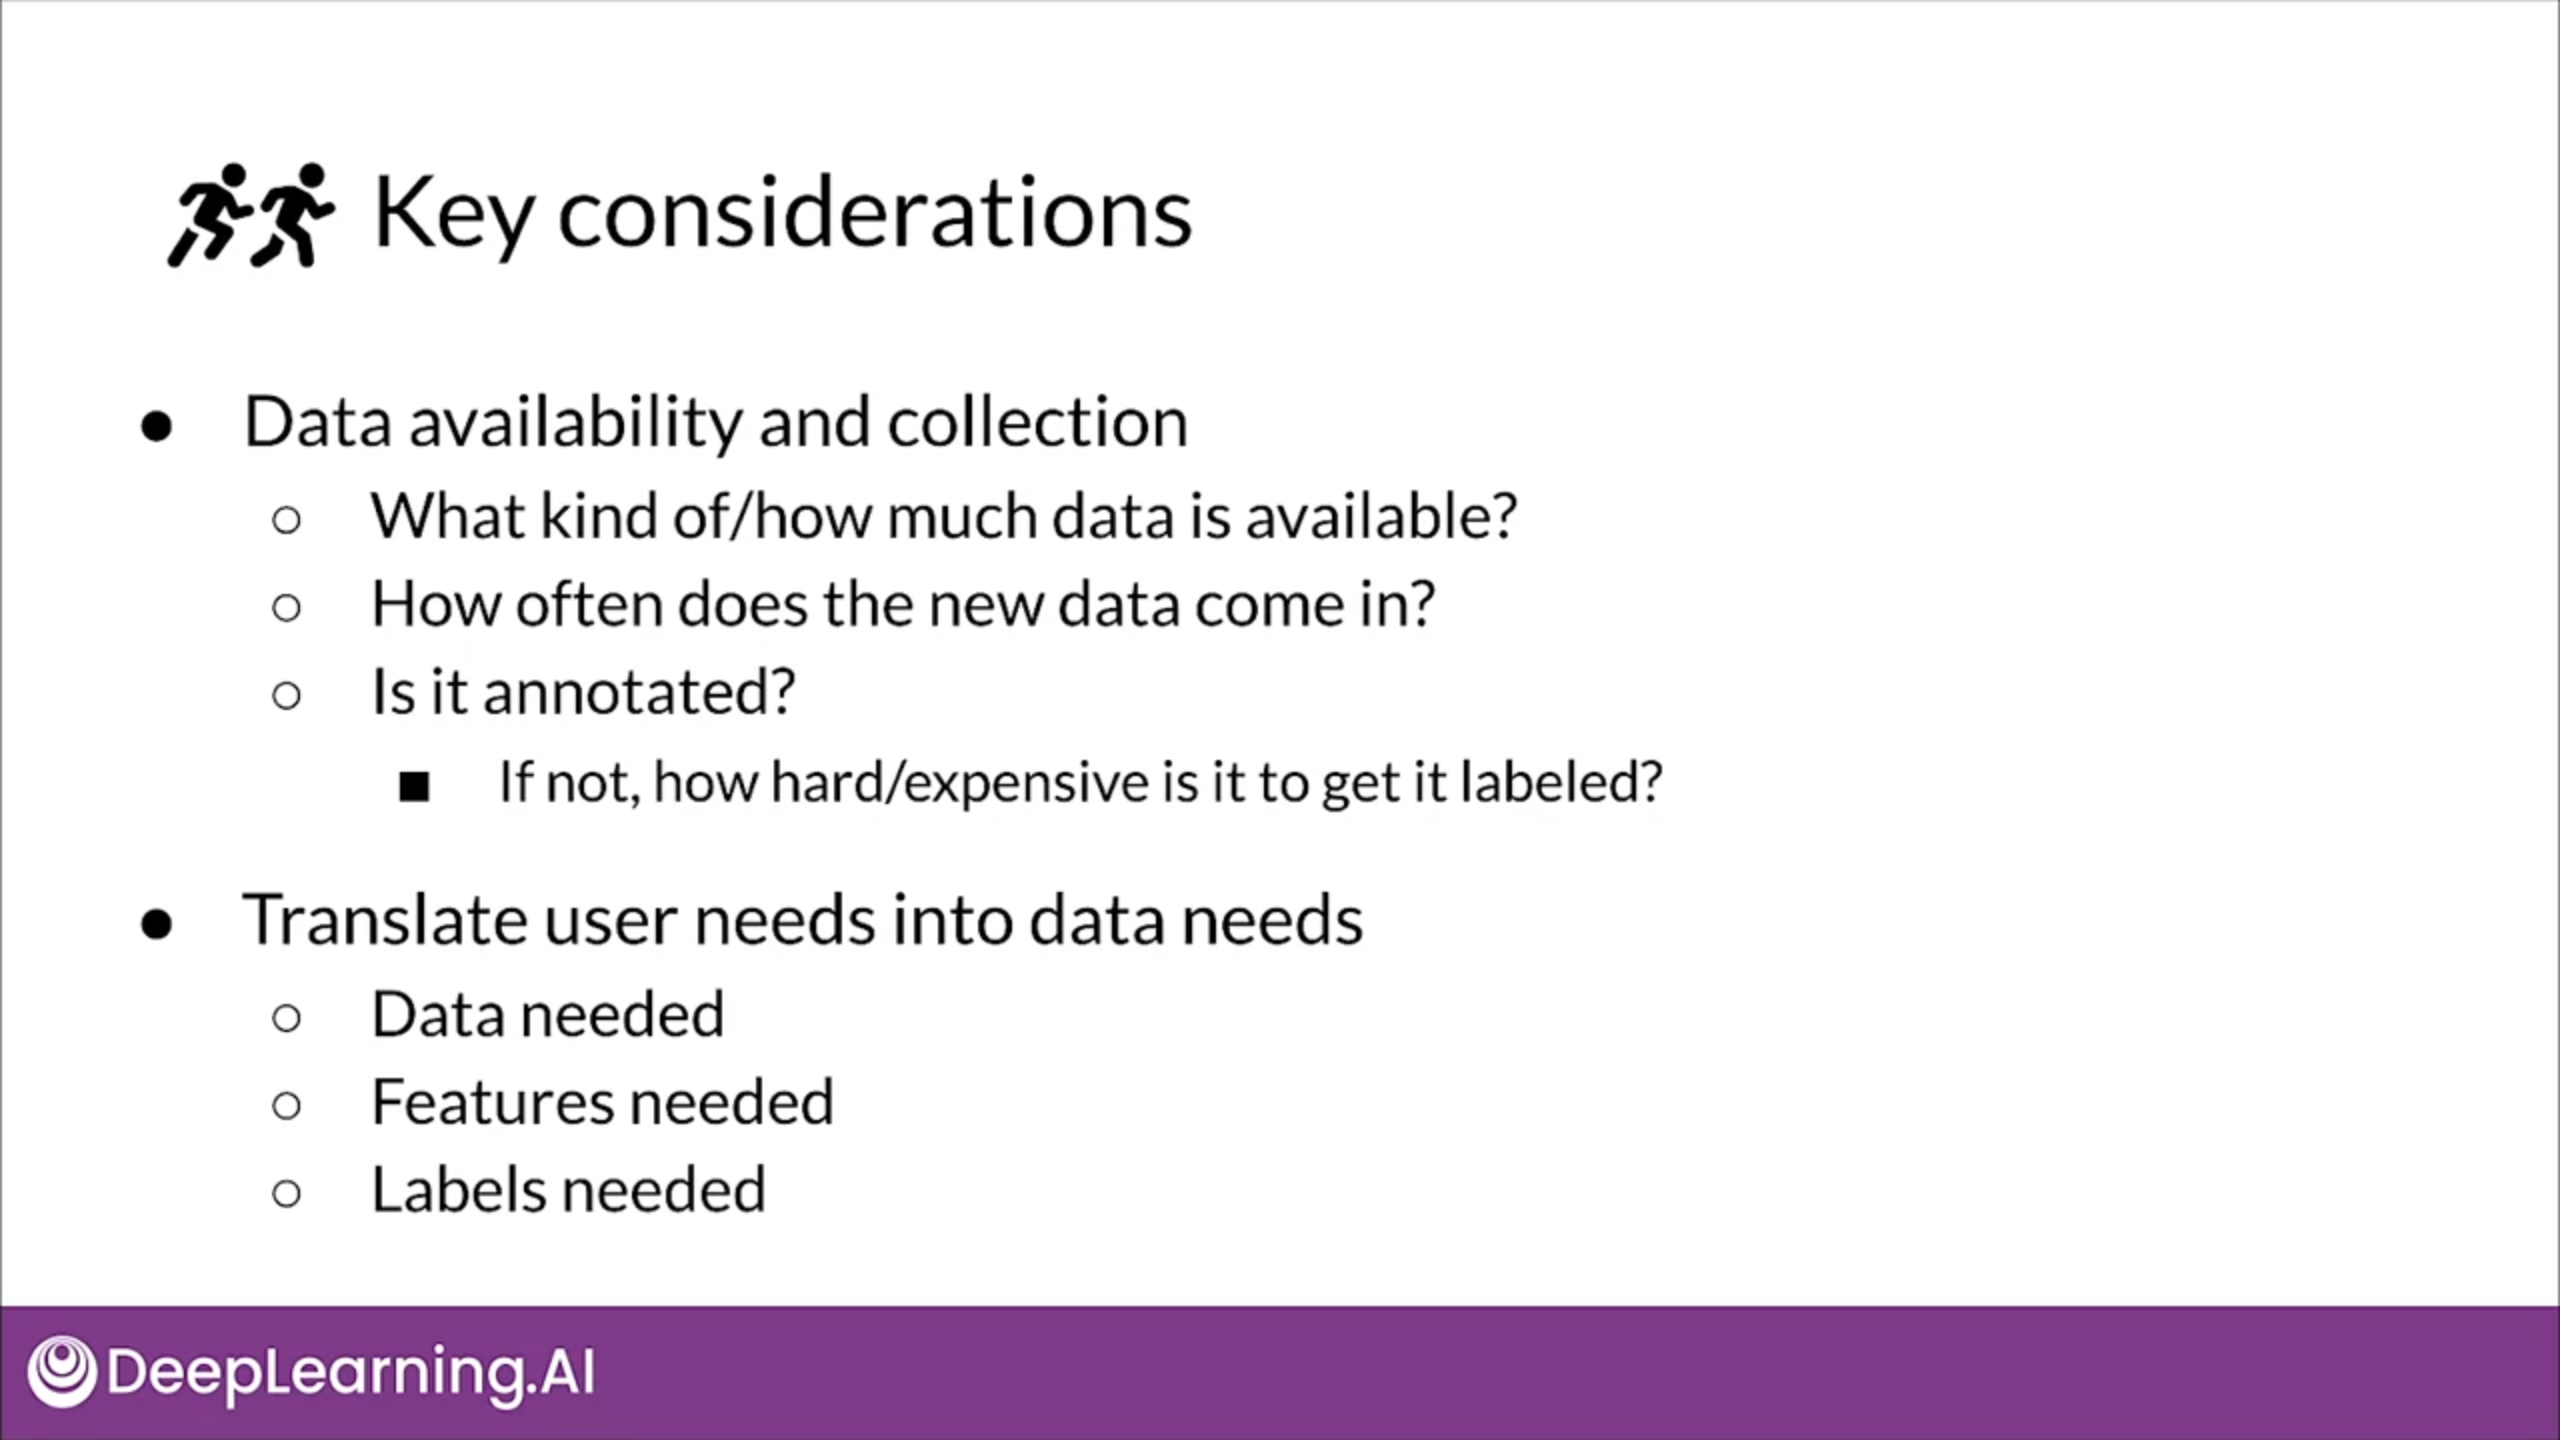 Key considerations
● Data availability and collection
○ What kind of/how much data is available?
○ How often does the new data come in?
○ Is it annotated?
■ If not, how hard/expensive is it to get it labeled?
● Translate user needs into data needs
○ Data needed
○ Features needed
○ Labels needed
DeepLearning.AI